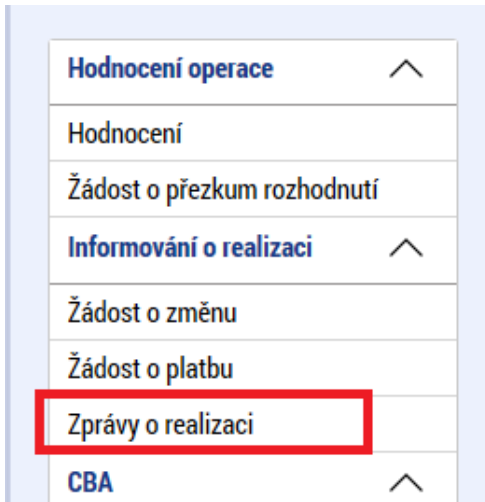 Hodnocení operace
Hodnocení
Žádost o přezkum rozhodnutí
Informování o realizaci
Žádost o změnu
Žádost o platbu
Zprávy o realizaci
CBA